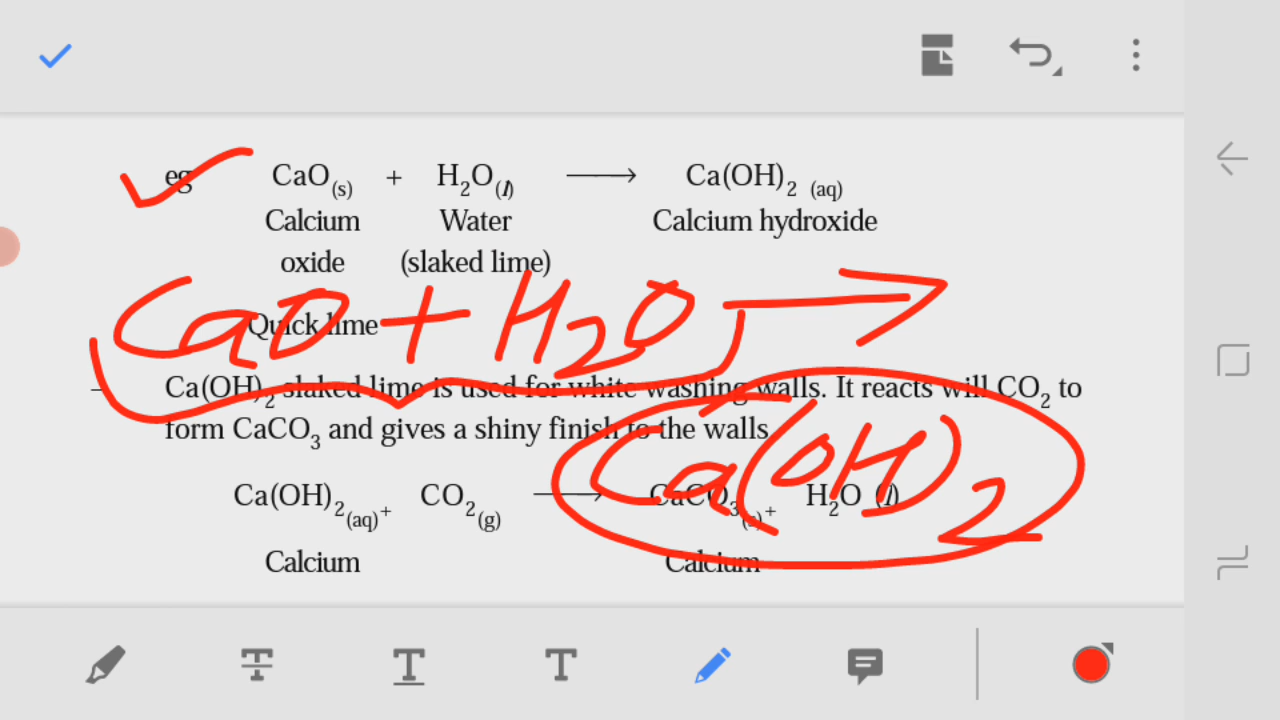 eg CaO(s) + H2O(l) ⟶ Ca(OH)2 (aq)
Calcium Water Calcium hydroxide
oxide (slaked lime)
Quick lime
CaO + H2O ⟶
– Ca(OH)2 slaked lime is used for white washing walls. It reacts will CO2 to
form CaCO3 and gives a shiny finish to the walls
Ca(OH)2
Ca(OH)2(aq)+ CO2(g) ⟶ CaCO3(s)+ H2O (l)
Calcium Calcium